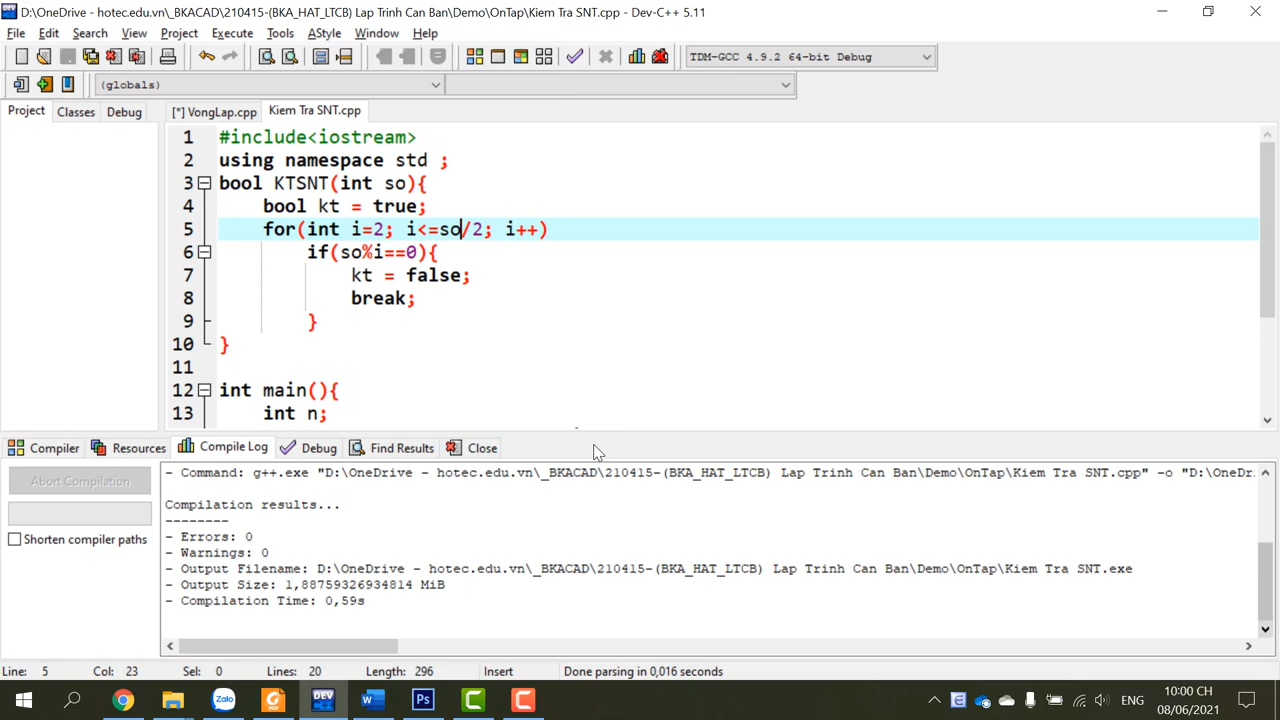 D:\OneDrive - hotec.edu.vn\_BKACAD\210415-(BKA_HAT_LTCB) Lap Trinh Can Ban\Demo\OnTap\Kiem Tra SNT.cpp - Dev-C++ 5.11
File Edit Search View Project Execute Tools AStyle Window Help
TDM-GCC 4.9.2 64-bit Debug
(globals)
Project Classes Debug [*] VongLap.cpp Kiem Tra SNT.cpp
1 #include<iostream>
2 using namespace std ;
3 bool KTSNT(int so){
4 bool kt = true;
5 for(int i=2; i<=so/2; i++)
6 if(so%i==0){
7 kt = false;
8 break;
9 }
10 }
11
12 int main(){
13 int n;
Compiler Resources Compile Log Debug Find Results Close
Abort Compilation
Shorten compiler paths
- Command: g++.exe "D:\OneDrive - hotec.edu.vn\_BKACAD\210415-(BKA_HAT_LTCB) Lap Trinh Can Ban\Demo\OnTap\Kiem Tra SNT.cpp" -o "D:\OneDr
Compilation results...
--------
- Errors: 0
- Warnings: 0
- Output Filename: D:\OneDrive - hotec.edu.vn\_BKACAD\210415-(BKA_HAT_LTCB) Lap Trinh Can Ban\Demo\OnTap\Kiem Tra SNT.exe
- Output Size: 1,88759326934814 MiB
- Compilation Time: 0,59s
Line: 5 Col: 23 Sel: 0 Lines: 20 Length: 296 Insert Done parsing in 0,016 seconds
ENG
10:00 CH
08/06/2021